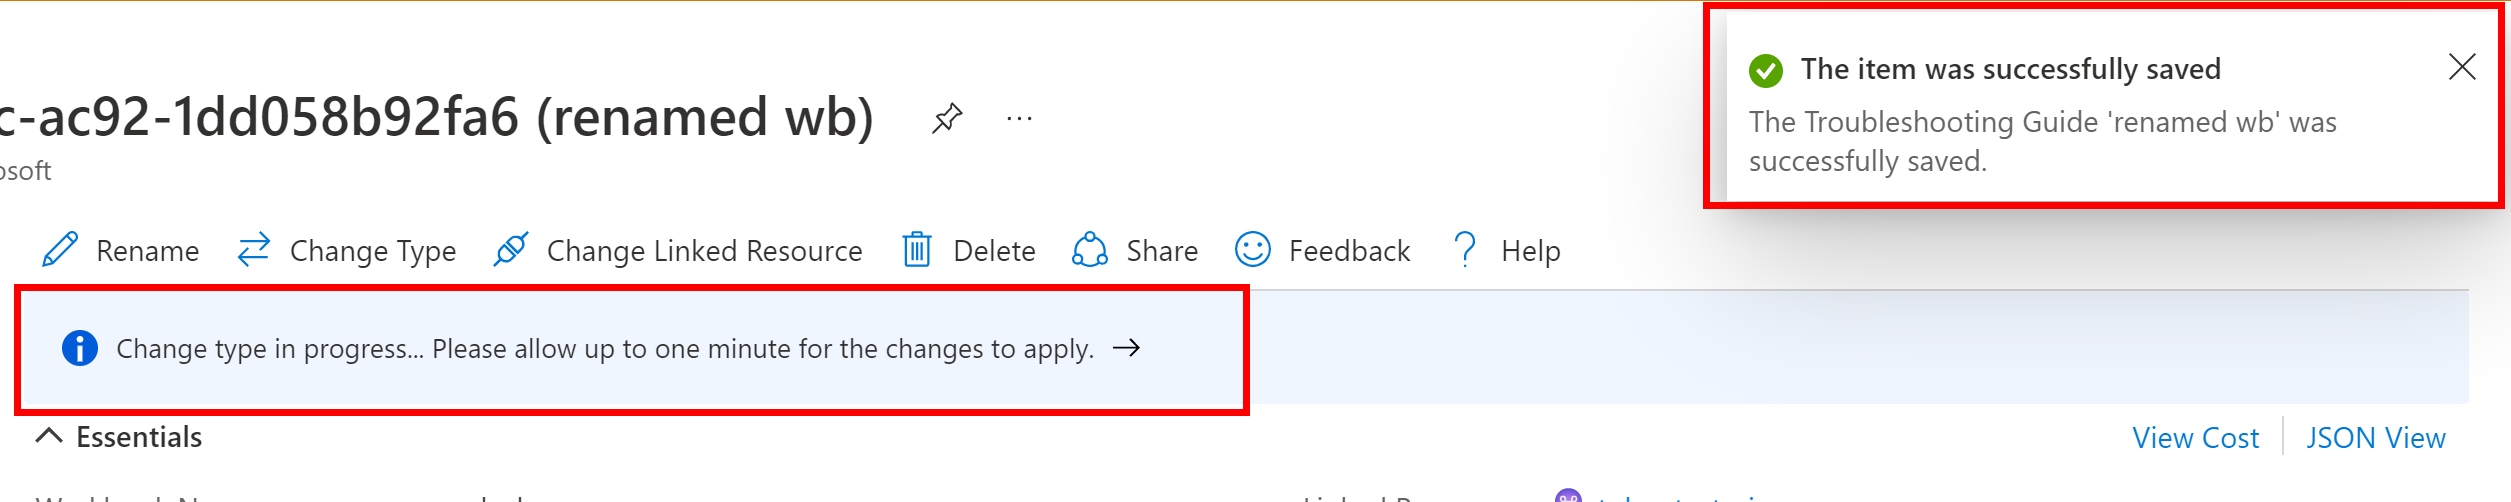 The item was successfully saved
The Troubleshooting Guide 'renamed wb' was
successfully saved.
c-ac92-1dd058b92fa6 (renamed wb)
osoft
Rename Change Type Change Linked Resource Delete Share Feedback Help
Change type in progress... Please allow up to one minute for the changes to apply.
Essentials View Cost JSON View